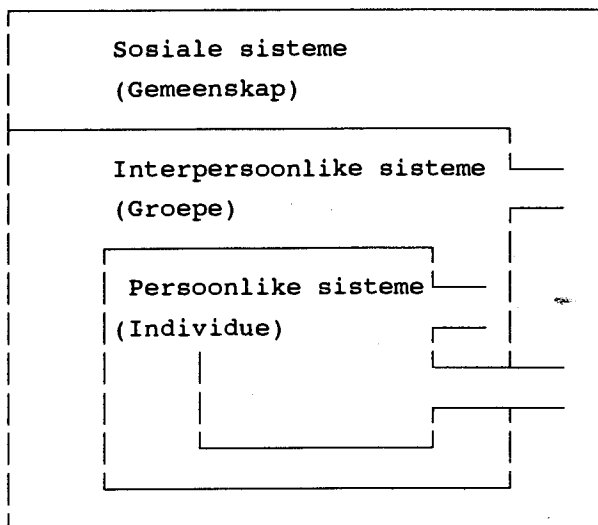 Sosiale sisteme
(Gemeenskap)
Interpersoonlike sisteme
(Groepe)
Persoonlike sisteme
(Individue)